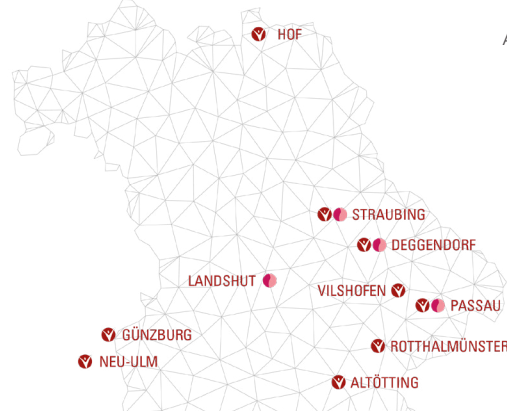 HOF
A
STRAUBING
DEGGENDORF
LANDSHUT
VILSHOFEN
PASSAU
GÜNZBURG
ROTTHALMÜNSTER
NEU-ULM
ALTÖTTING